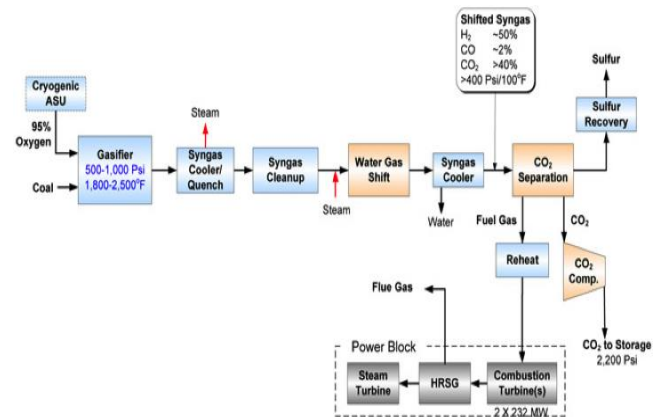 Shifted Syngas
H₂ ~50%
CO ~2%
CO₂ >40%
>400 Psi/100°F
Sulfur
Cryogenic
ASU
Sulfur
Recovery
Steam
95%
Oxygen
Gasifier
500-1,000 Psi
1,800-2,500°F
Coal
Syngas
Cooler/
Quench
Syngas
Cleanup
Steam
Water Gas
Shift
Syngas
Cooler
Water
CO₂
Separation
Fuel Gas
CO₂
Reheat
CO₂
Comp.
Flue Gas
CO₂ to Storage
2,200 Psi
Power Block
Steam
Turbine
HRSG
Combustion
Turbine(s)
2 X 232 MW